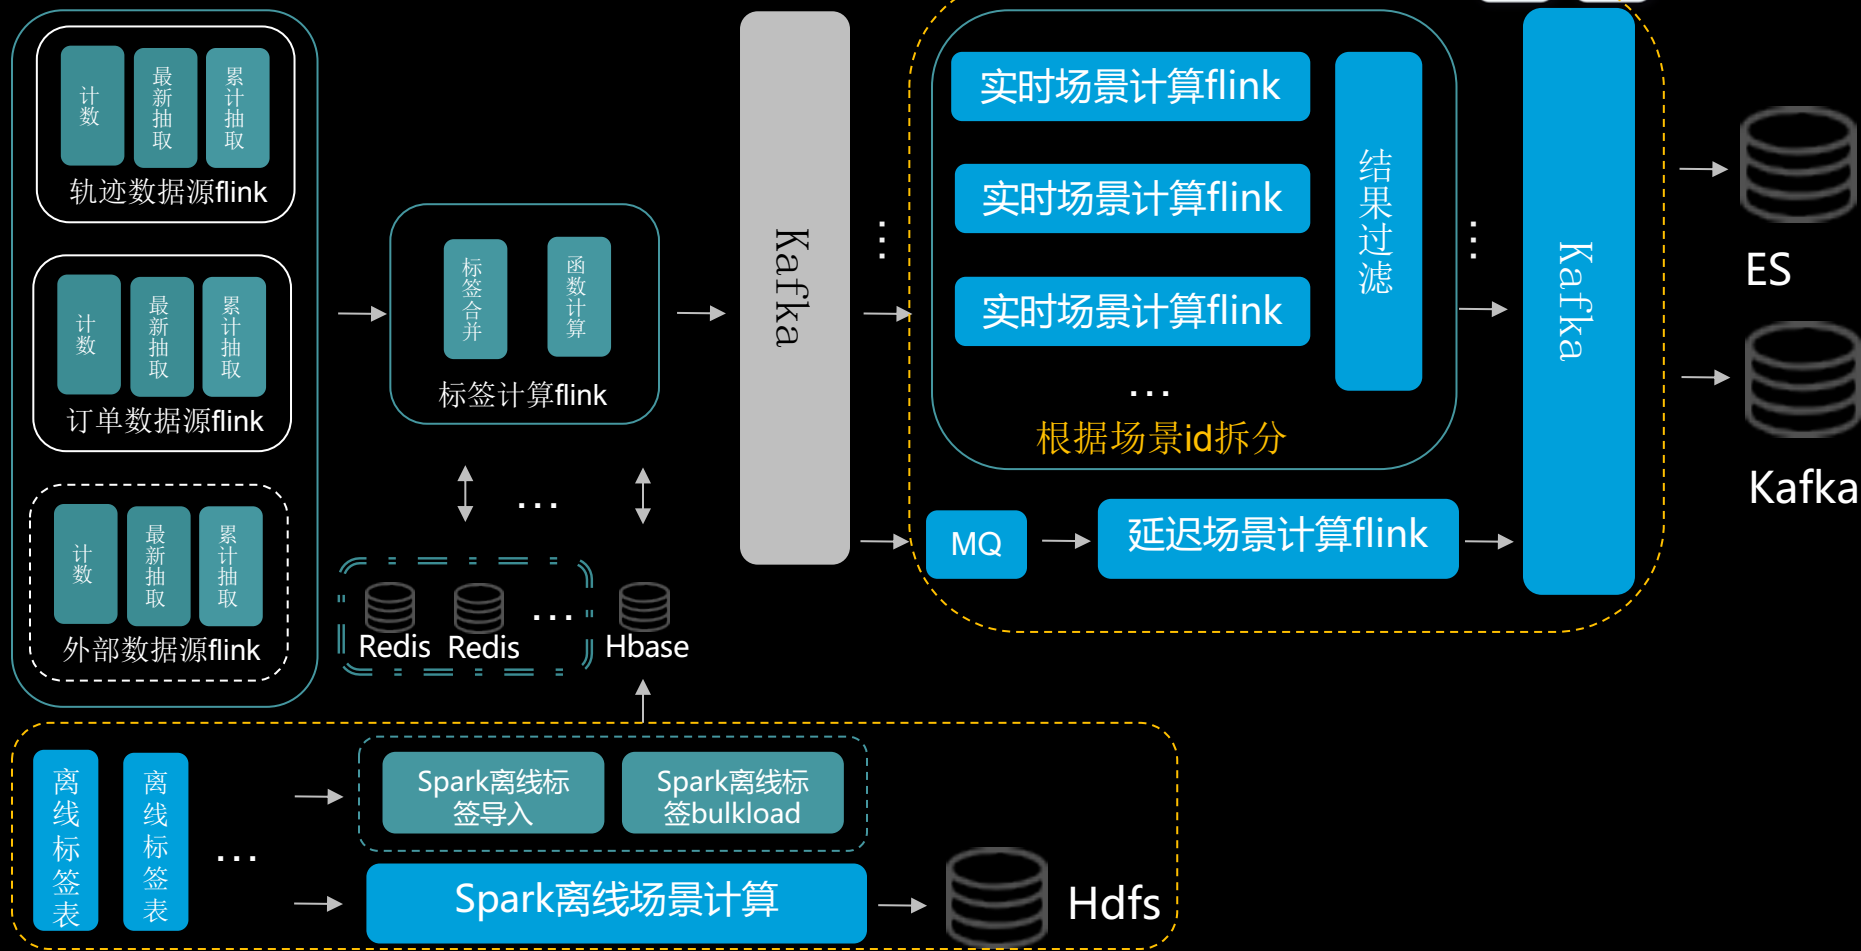 计数
最新抽取
累计抽取
轨迹数据源flink
计数
最新抽取
累计抽取
订单数据源flink
计数
最新抽取
累计抽取
外部数据源flink
标签合并
函数计算
标签计算flink
...
Redis
Redis
...
Hbase
Kafka
...
实时场景计算flink
实时场景计算flink
实时场景计算flink
...
根据场景id拆分
结果过滤
...
MQ
延迟场景计算flink
Kafka
ES
Kafka
离线标签表
离线标签表
...
Spark离线标
签导入
Spark离线标
签bulkload
Spark离线场景计算
Hdfs